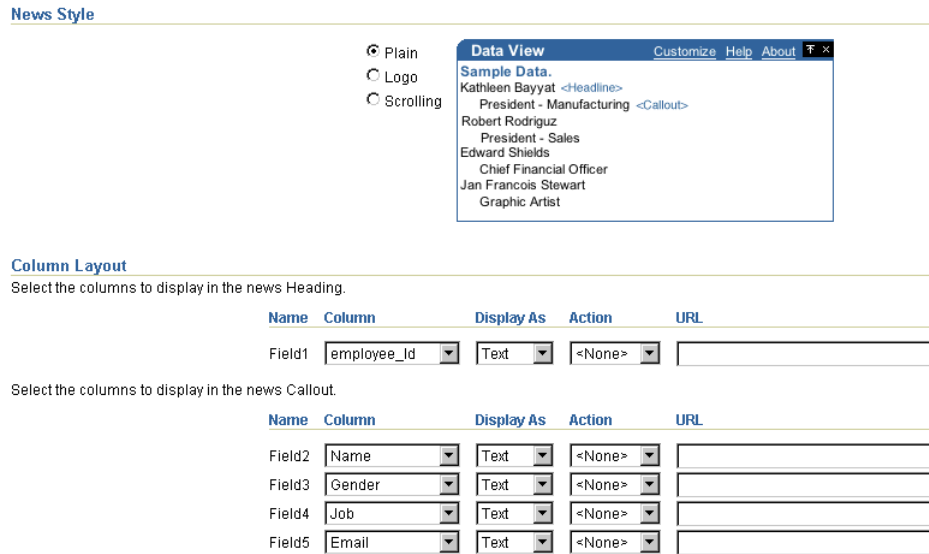 News Style
Plain
Logo
Scrolling
Data View Customize Help About
Sample Data.
Kathleen Bayyat <Headline>
President - Manufacturing <Callout>
Robert Rodriguz
President - Sales
Edward Shields
Chief Financial Officer
Jan Francois Stewart
Graphic Artist
Column Layout
Select the columns to display in the news Heading.
Name Column Display As Action URL
Field1 employee_Id Text <None>
Select the columns to display in the news Callout.
Name Column Display As Action URL
Field2 Name Text <None>
Field3 Gender Text <None>
Field4 Job Text <None>
Field5 Email Text <None>